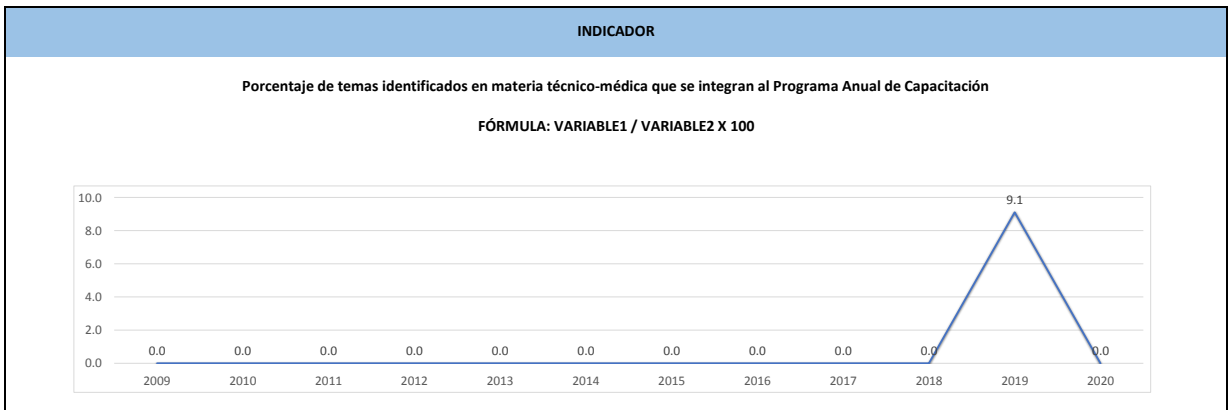 INDICADOR
Porcentaje de temas identificados en materia técnico-médica que se integran al Programa Anual de Capacitación
FÓRMULA: VARIABLE1 / VARIABLE2 X 100
10.0
8.0
6.0
4.0
2.0
0.0
0.0 0.0 0.0 0.0 0.0 0.0 0.0 0.0 0.0 0.0 9.1 0.0
2009 2010 2011 2012 2013 2014 2015 2016 2017 2018 2019 2020